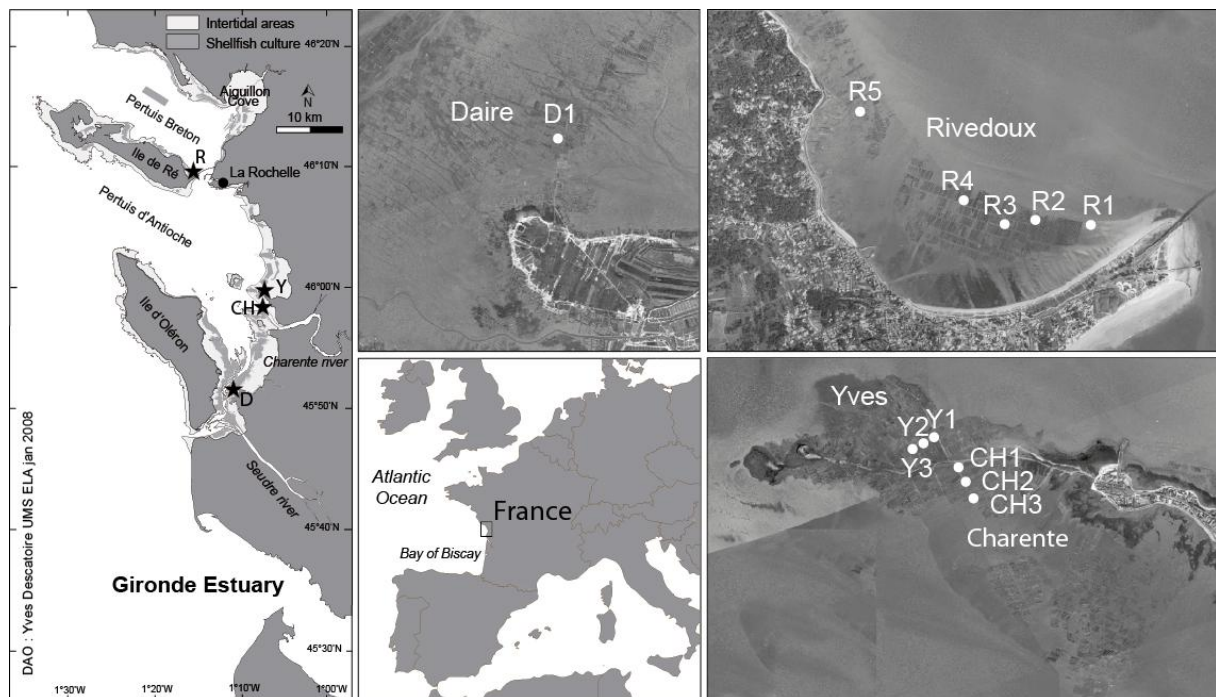 Intertidal areas
Shellfish culture
46°20'N
Aiguillon
Cove
N
10 km
Pertuis Breton
Ile de Ré
R
46°10'N
La Rochelle
Pertuis d'Antioche
46°00'N
Y
CH
Ile d'Oléron
Charente river
D
45°50'N
Seudre river
45°40'N
Gironde Estuary
45°30'N
1°30'W
1°20'W
1°10'W
1°00'W
DAO : Yves Descatoire UMS ELA jan 2008
Daire
D1
R5
Rivedoux
R4
R3
R2
R1
Atlantic
Ocean
France
Bay of Biscay
Yves
Y1
Y2
Y3
CH1
CH2
CH3
Charente